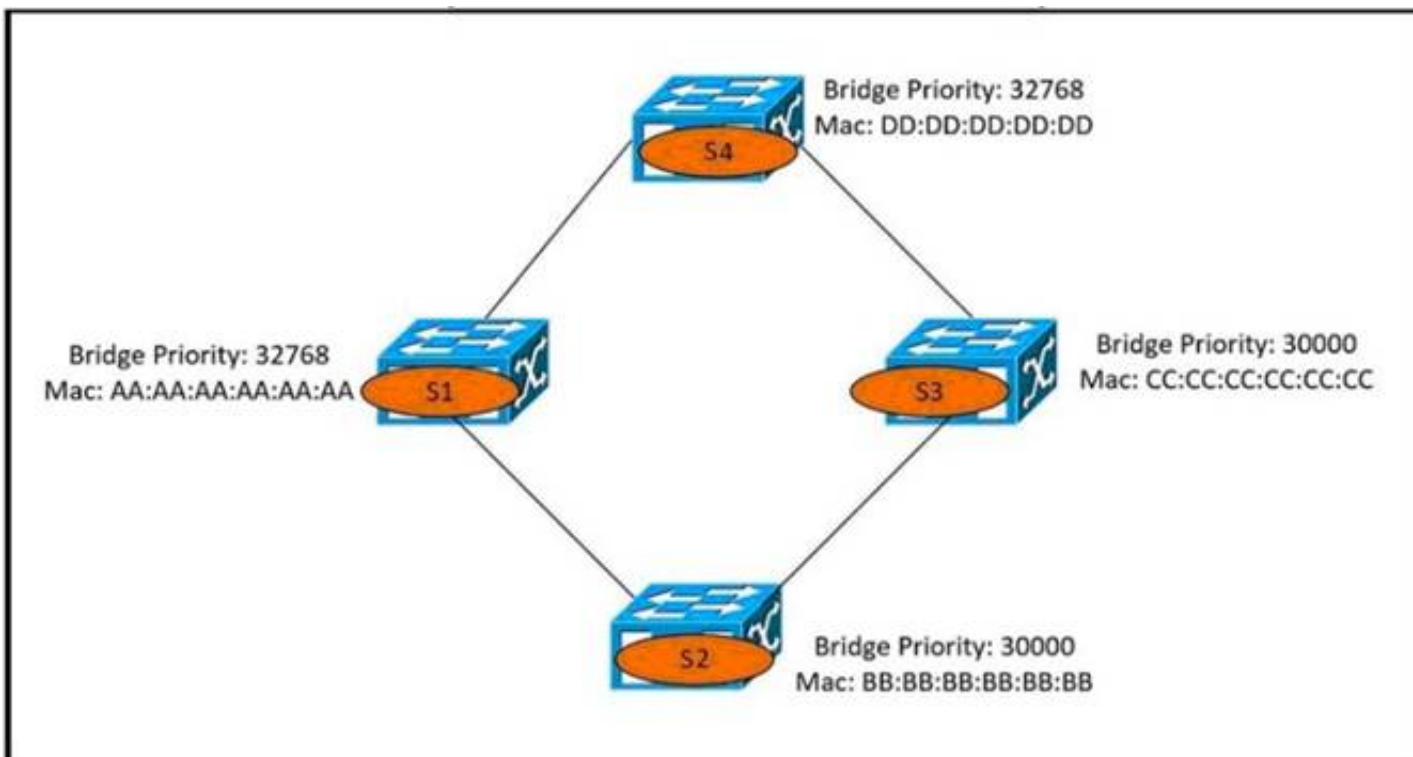 Bridge Priority: 32768
Mac: DD:DD:DD:DD:DD
S4
Bridge Priority: 32768
Mac: AA:AA:AA:AA:AA:AA
S1
S3
Bridge Priority: 30000
Mac: CC:CC:CC:CC:CC:CC
S2
Bridge Priority: 30000
Mac: BB:BB:BB:BB:BB:BB